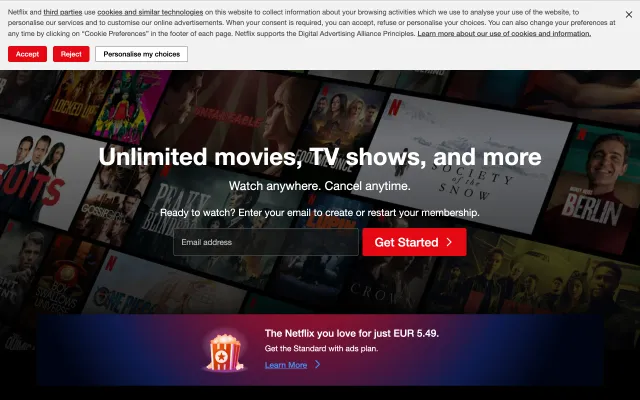 Netflix and third parties use cookies and similar technologies on this website to collect information about your browsing activities which we use to analyse your use of the website, to
personalise our services and to customise our online advertisements. When your consent is required, you can accept, refuse or personalise your choices. You can also change your preferences at
any time by clicking on “Cookie Preferences” in the footer of each page. Netflix supports the Digital Advertising Alliance Principles. Learn more about our use of cookies and information.
Accept
Reject
Personalise my choices
LOCKED UP
N
SUITS
Unlimited movies, TV shows, and more
SOCIETY
of the
SNOW
BERLIN
Watch anywhere. Cancel anytime.
Ready to watch? Enter your email to create or restart your membership.
Email address
Get Started
CROWN
The Netflix you love for just EUR 5.49.
Get the Standard with ads plan.
Learn More